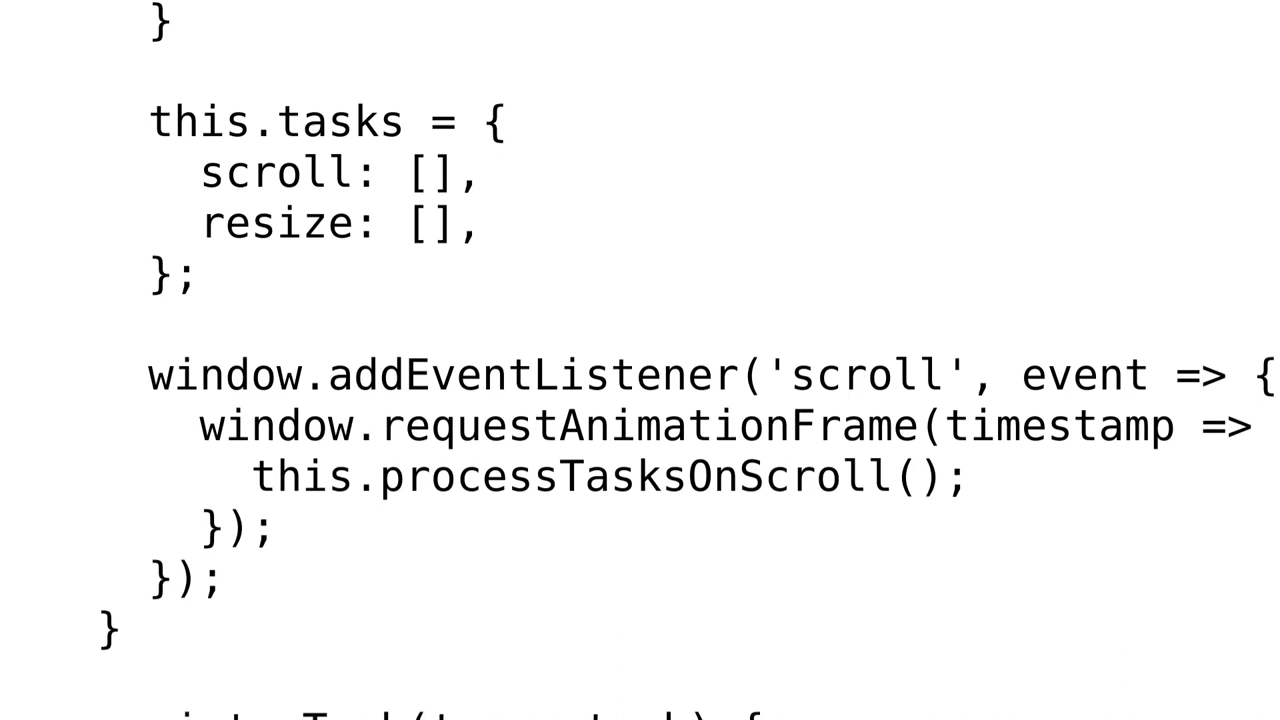 }
this.tasks = {
scroll: [],
resize: [],
};
window.addEventListener('scroll', event => {
window.requestAnimationFrame(timestamp =>
this.processTasksOnScroll();
});
});
}